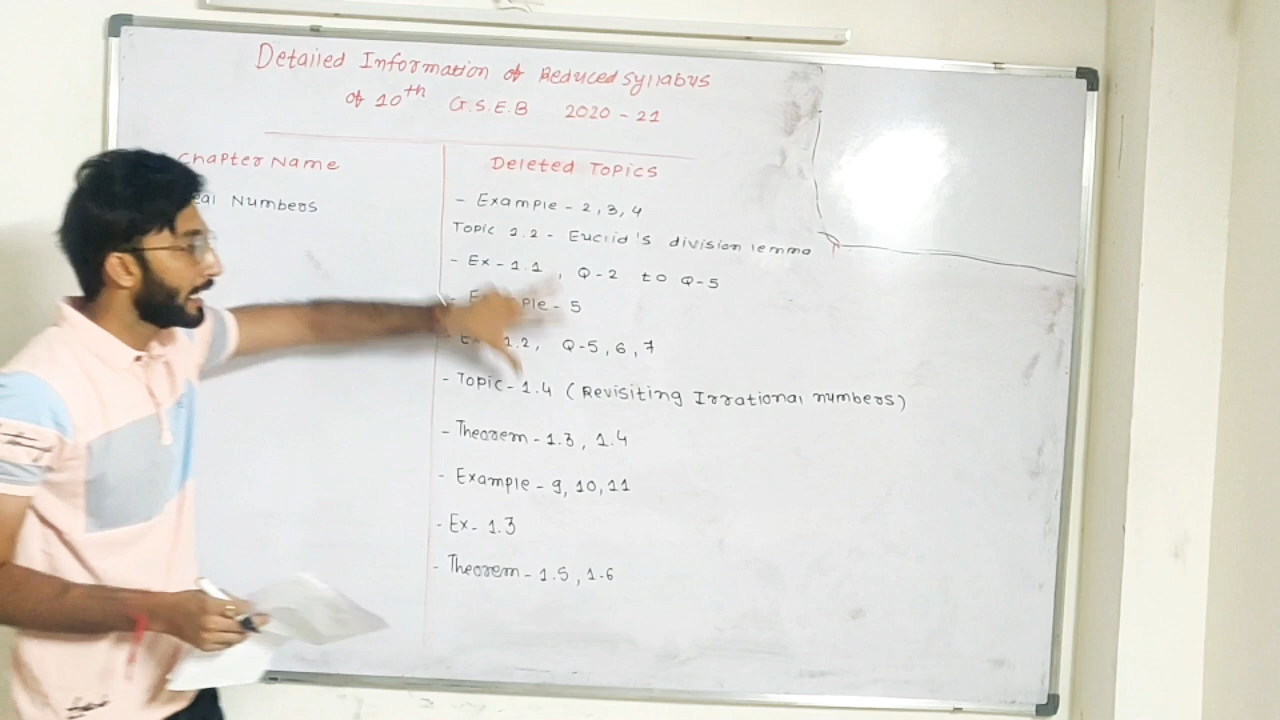 Detailed Information of Reduced Syllabus
of 10th G.S.E.B 2020-21
Chapter Name
Deleted Topics
Numbers
- Example - 2, 3, 4
Topic 1.2 - Euclid's division lemma
- Ex - 1.1, Q-2 to Q-5
- 5
1.2, Q-5, 6, 7
- Topic - 1.4 (Revisiting Irrational numbers)
- Theorem - 1.3, 1.4
- Example - 9, 10, 11
- Ex - 1.3
- Theorem - 1.5, 1.6